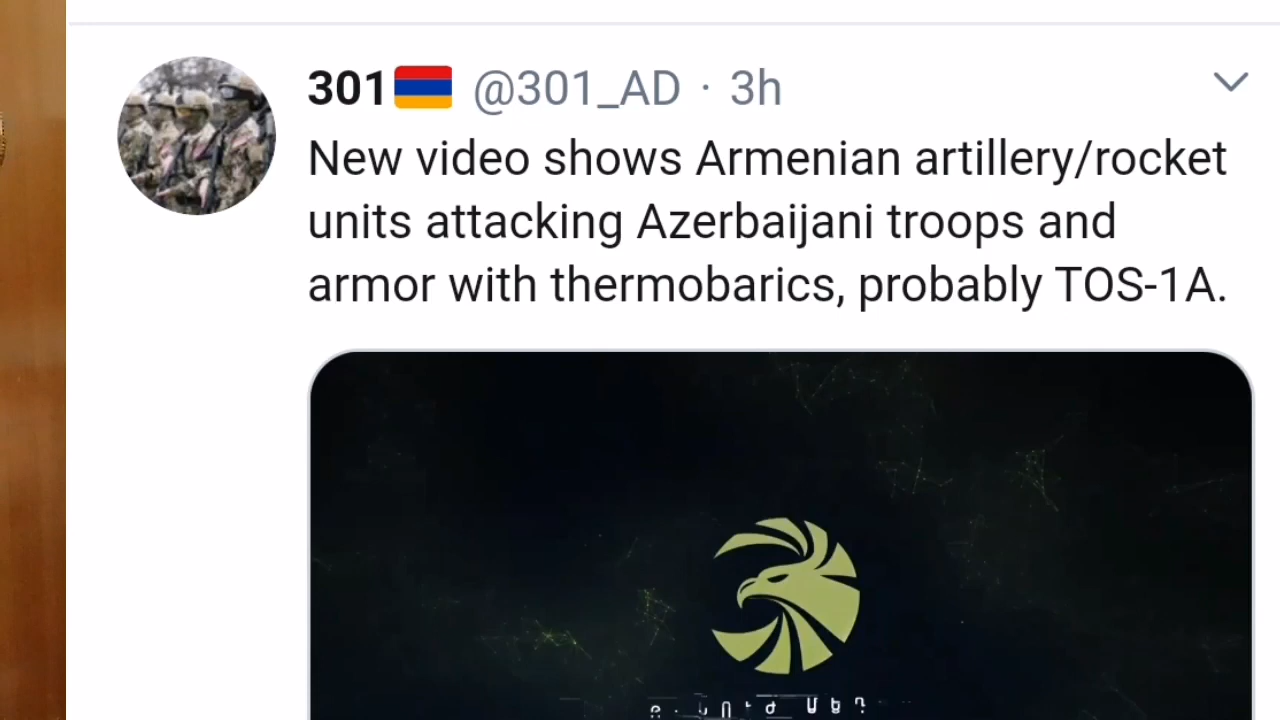 301🇦🇲 @301_AD · 3h
New video shows Armenian artillery/rocket
units attacking Azerbaijani troops and
armor with thermobarics, probably TOS-1A.